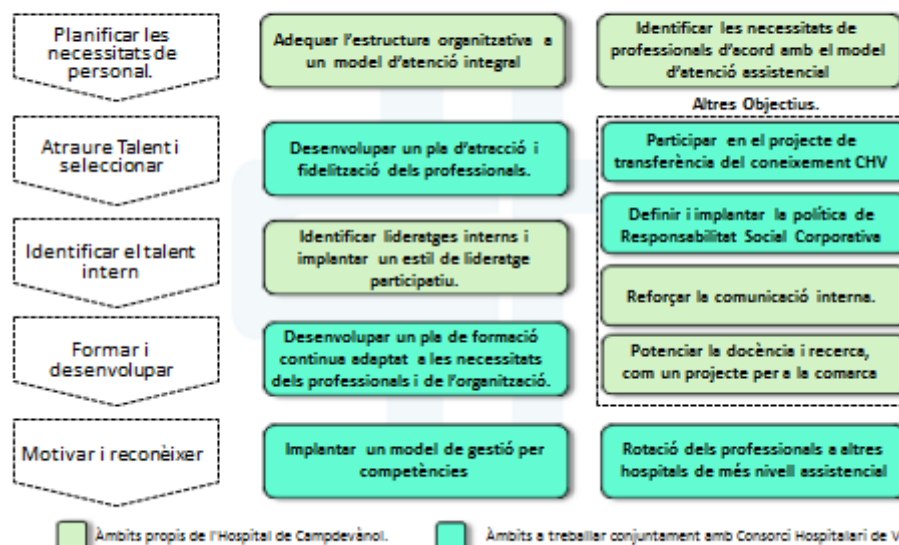 Planificar les
necessitats de
personal.
Adequar l'estructura organitzativa a
un model d'atenció integral
Identificar les necessitats de
professionals d'acord amb el model
d'atenció assistencial
Altres Objectius.
Atraure Talent i
seleccionar
Desenvolupar un pla d'atracció i
fidelització dels professionals.
Participar en el projecte de
transferència del coneixement CHV
Definir i implantar la política de
Responsabilitat Social Corporativa
Identificar el talent
intern
Identificar lideratges interns i
implantar un estil de lideratge
participatiu.
Reforçar la comunicació interna.
Formar i
desenvolupar
Desenvolupar un pla de formació
continua adaptat a les necessitats
dels professionals i de l'organització.
Potenciar la docència i recerca,
com un projecte per a la comarca
Motivar i reconèixer
Implantar un model de gestió per
competències
Rotació dels professionals a altres
hospitals de més nivell assistencial
Àmbits propis de l'Hospital de Campdevànol.
Àmbits a treballar conjuntament amb Consorci Hospitalari de V